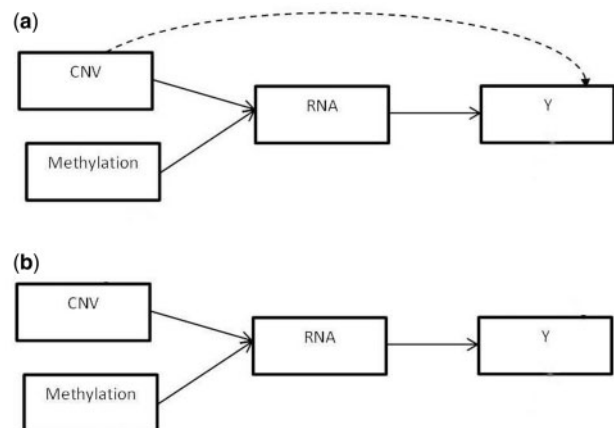 (a)
CNV
RNA
Y
Methylation
(b)
CNV
RNA
Y
Methylation